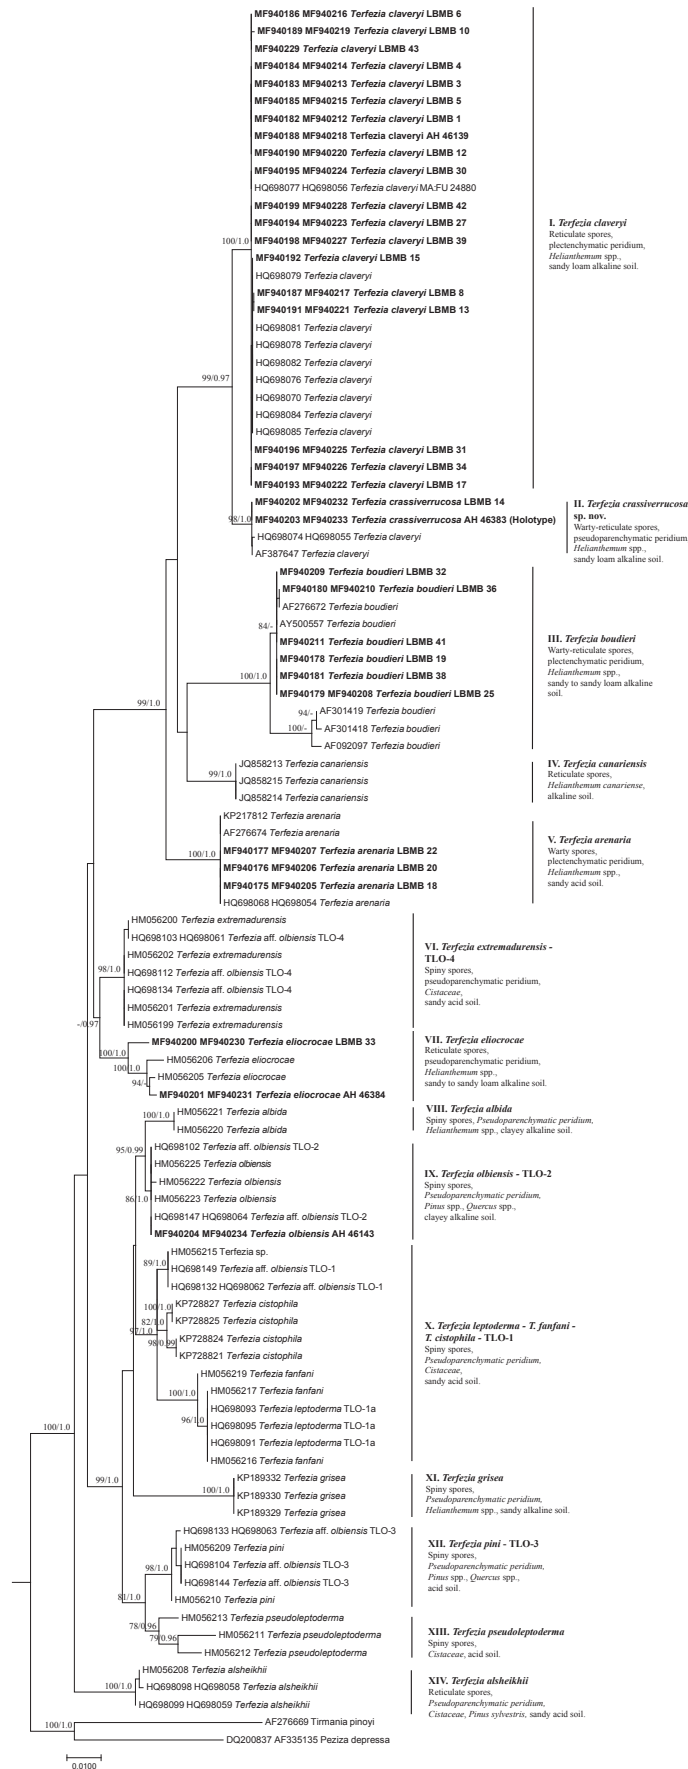 MF940186 MF940216 Terfezia claveryi LBMB 6
MF940189 MF940219 Terfezia claveryi LBMB 10
MF940229 Terfezia claveryi LBMB 43
MF940184 MF940214 Terfezia claveryi LBMB 4
MF940183 MF940213 Terfezia claveryi LBMB 3
MF940185 MF940215 Terfezia claveryi LBMB 5
MF940182 MF940212 Terfezia claveryi LBMB 1
MF940188 MF940218 Terfezia claveryi AH 46139
MF940190 MF940220 Terfezia claveryi LBMB 12
MF940195 MF940224 Terfezia claveryi LBMB 30
HQ698077 HQ698056 Terfezia claveryi MA:FU 24880
MF940199 MF940228 Terfezia claveryi LBMB 42
MF940194 MF940223 Terfezia claveryi LBMB 27
MF940198 MF940227 Terfezia claveryi LBMB 39
100/1.0
MF940192 Terfezia claveryi LBMB 15
HQ698079 Terfezia claveryi
MF940187 MF940217 Terfezia claveryi LBMB 8
MF940191 MF940221 Terfezia claveryi LBMB 13
HQ698081 Terfezia claveryi
HQ698078 Terfezia claveryi
HQ698082 Terfezia claveryi
HQ698076 Terfezia claveryi
99/0.97
HQ698070 Terfezia claveryi
HQ698084 Terfezia claveryi
HQ698085 Terfezia claveryi
MF940196 MF940225 Terfezia claveryi LBMB 31
MF940197 MF940226 Terfezia claveryi LBMB 34
MF940193 MF940222 Terfezia claveryi LBMB 17
I. Terfezia claveryi
Reticulate spores,
plectenchymatic peridium,
Helianthemum spp.,
sandy loam alkaline soil.
MF940202 MF940232 Terfezia crassiverrucosa LBMB 14
98/1.0
MF940203 MF940233 Terfezia crassiverrucosa AH 46383 (Holotype)
HQ698074 HQ698055 Terfezia claveryi
AF387647 Terfezia claveryi
II. Terfezia crassiverrucosa
sp. nov.
Warty-reticulate spores,
pseudoparenchymatic peridium
Helianthemum spp.,
sandy loam alkaline soil.
MF940209 Terfezia boudieri LBMB 32
MF940180 MF940210 Terfezia boudieri LBMB 36
AF276672 Terfezia boudieri
84/-
AY500557 Terfezia boudieri
MF940211 Terfezia boudieri LBMB 41
MF940178 Terfezia boudieri LBMB 19
100/1.0
MF940181 Terfezia boudieri LBMB 38
MF940179 MF940208 Terfezia boudieri LBMB 25
94/-
AF301419 Terfezia boudieri
100/-
AF301418 Terfezia boudieri
AF092097 Terfezia boudieri
III. Terfezia boudieri
Warty-reticulate spores,
plectenchymatic peridium,
Helianthemum spp.,
sandy to sandy loam alkaline
soil.
99/1.0
JQ858213 Terfezia canariensis
99/1.0
JQ858215 Terfezia canariensis
JQ858214 Terfezia canariensis
IV. Terfezia canariensis
Reticulate spores,
Helianthemum canariense,
alkaline soil.
KP217812 Terfezia arenaria
AF276674 Terfezia arenaria
100/1.0
MF940177 MF940207 Terfezia arenaria LBMB 22
MF940176 MF940206 Terfezia arenaria LBMB 20
MF940175 MF940205 Terfezia arenaria LBMB 18
HQ698068 HQ698054 Terfezia arenaria
V. Terfezia arenaria
Warty spores,
plectenchymatic peridium,
Helianthemum spp.,
sandy acid soil.
HM056200 Terfezia extremadurensis
HQ698103 HQ698061 Terfezia aff. olbiensis TLO-4
HM056202 Terfezia extremadurensis
98/1.0
HQ698112 Terfezia aff. olbiensis TLO-4
HQ698134 Terfezia aff. olbiensis TLO-4
HM056201 Terfezia extremadurensis
HM056199 Terfezia extremadurensis
-/0.97
VI. Terfezia extremadurensis -
TLO-4
Spiny spores,
pseudoparenchymatic peridium,
Cistaceae,
sandy acid soil.
MF940200 MF940230 Terfezia eliocrocae LBMB 33
100/1.0
HM056206 Terfezia eliocrocae
100/1.0
HM056205 Terfezia eliocrocae
94/-
MF940201 MF940231 Terfezia eliocrocae AH 46384
VII. Terfezia eliocrocae
Reticulate spores,
pseudoparenchymatic peridium,
Helianthemum spp.,
sandy to sandy loam alkaline soil.
100/1.0
HM056221 Terfezia albida
HM056220 Terfezia albida
VIII. Terfezia albida
Spiny spores, Pseudoparenchymatic peridium,
Helianthemum spp., clayey alkaline soil.
95/0.99
HQ698102 Terfezia aff. olbiensis TLO-2
HM056225 Terfezia olbiensis
HM056222 Terfezia olbiensis
86/1.0
HM056223 Terfezia olbiensis
HQ698147 HQ698064 Terfezia aff. olbiensis TLO-2
MF940204 MF940234 Terfezia olbiensis AH 46143
IX. Terfezia olbiensis - TLO-2
Spiny spores,
Pseudoparenchymatic peridium,
Pinus spp., Quercus spp.,
clayey alkaline soil.
HM056215 Terfezia sp.
89/1.0
HQ698149 Terfezia aff. olbiensis TLO-1
HQ698132 HQ698062 Terfezia aff. olbiensis TLO-1
100/1.0
KP728827 Terfezia cistophila
82/1.0
KP728825 Terfezia cistophila
97/1.0
KP728824 Terfezia cistophila
98/0.99
KP728821 Terfezia cistophila
HM056219 Terfezia fanfani
100/1.0
HM056217 Terfezia fanfani
HQ698093 Terfezia leptoderma TLO-1a
96/1.0
HQ698095 Terfezia leptoderma TLO-1a
HQ698091 Terfezia leptoderma TLO-1a
HM056216 Terfezia fanfani
X. Terfezia leptoderma - T. fanfani -
T. cistophila - TLO-1
Spiny spores,
Pseudoparenchymatic peridium,
Cistaceae,
sandy acid soil.
100/1.0
99/1.0
KP189332 Terfezia grisea
100/1.0
KP189330 Terfezia grisea
KP189329 Terfezia grisea
XI. Terfezia grisea
Spiny spores,
Pseudoparenchymatic peridium,
Helianthemum spp., sandy alkaline soil.
HQ698133 HQ698063 Terfezia aff. olbiensis TLO-3
HM056209 Terfezia pini
98/1.0
HQ698104 Terfezia aff. olbiensis TLO-3
HQ698144 Terfezia aff. olbiensis TLO-3
81/1.0
HM056210 Terfezia pini
XII. Terfezia pini - TLO-3
Spiny spores,
Pseudoparenchymatic peridium,
Pinus spp., Quercus spp.,
acid soil.
HM056213 Terfezia pseudoleptoderma
78/0.96
HM056211 Terfezia pseudoleptoderma
79/0.96
HM056212 Terfezia pseudoleptoderma
XIII. Terfezia pseudoleptoderma
Spiny spores,
Cistaceae, acid soil.
HM056208 Terfezia alsheikhii
100/1.0
HQ698098 HQ698058 Terfezia alsheikhii
HQ698099 HQ698059 Terfezia alsheikhii
XIV. Terfezia alsheikhii
Reticulate spores,
Pseudoparenchymatic peridium,
Cistaceae, Pinus sylvestris, sandy acid soil.
100/1.0
AF276669 Tirmania pinoyi
DQ200837 AF335135 Peziza depressa
0.0100